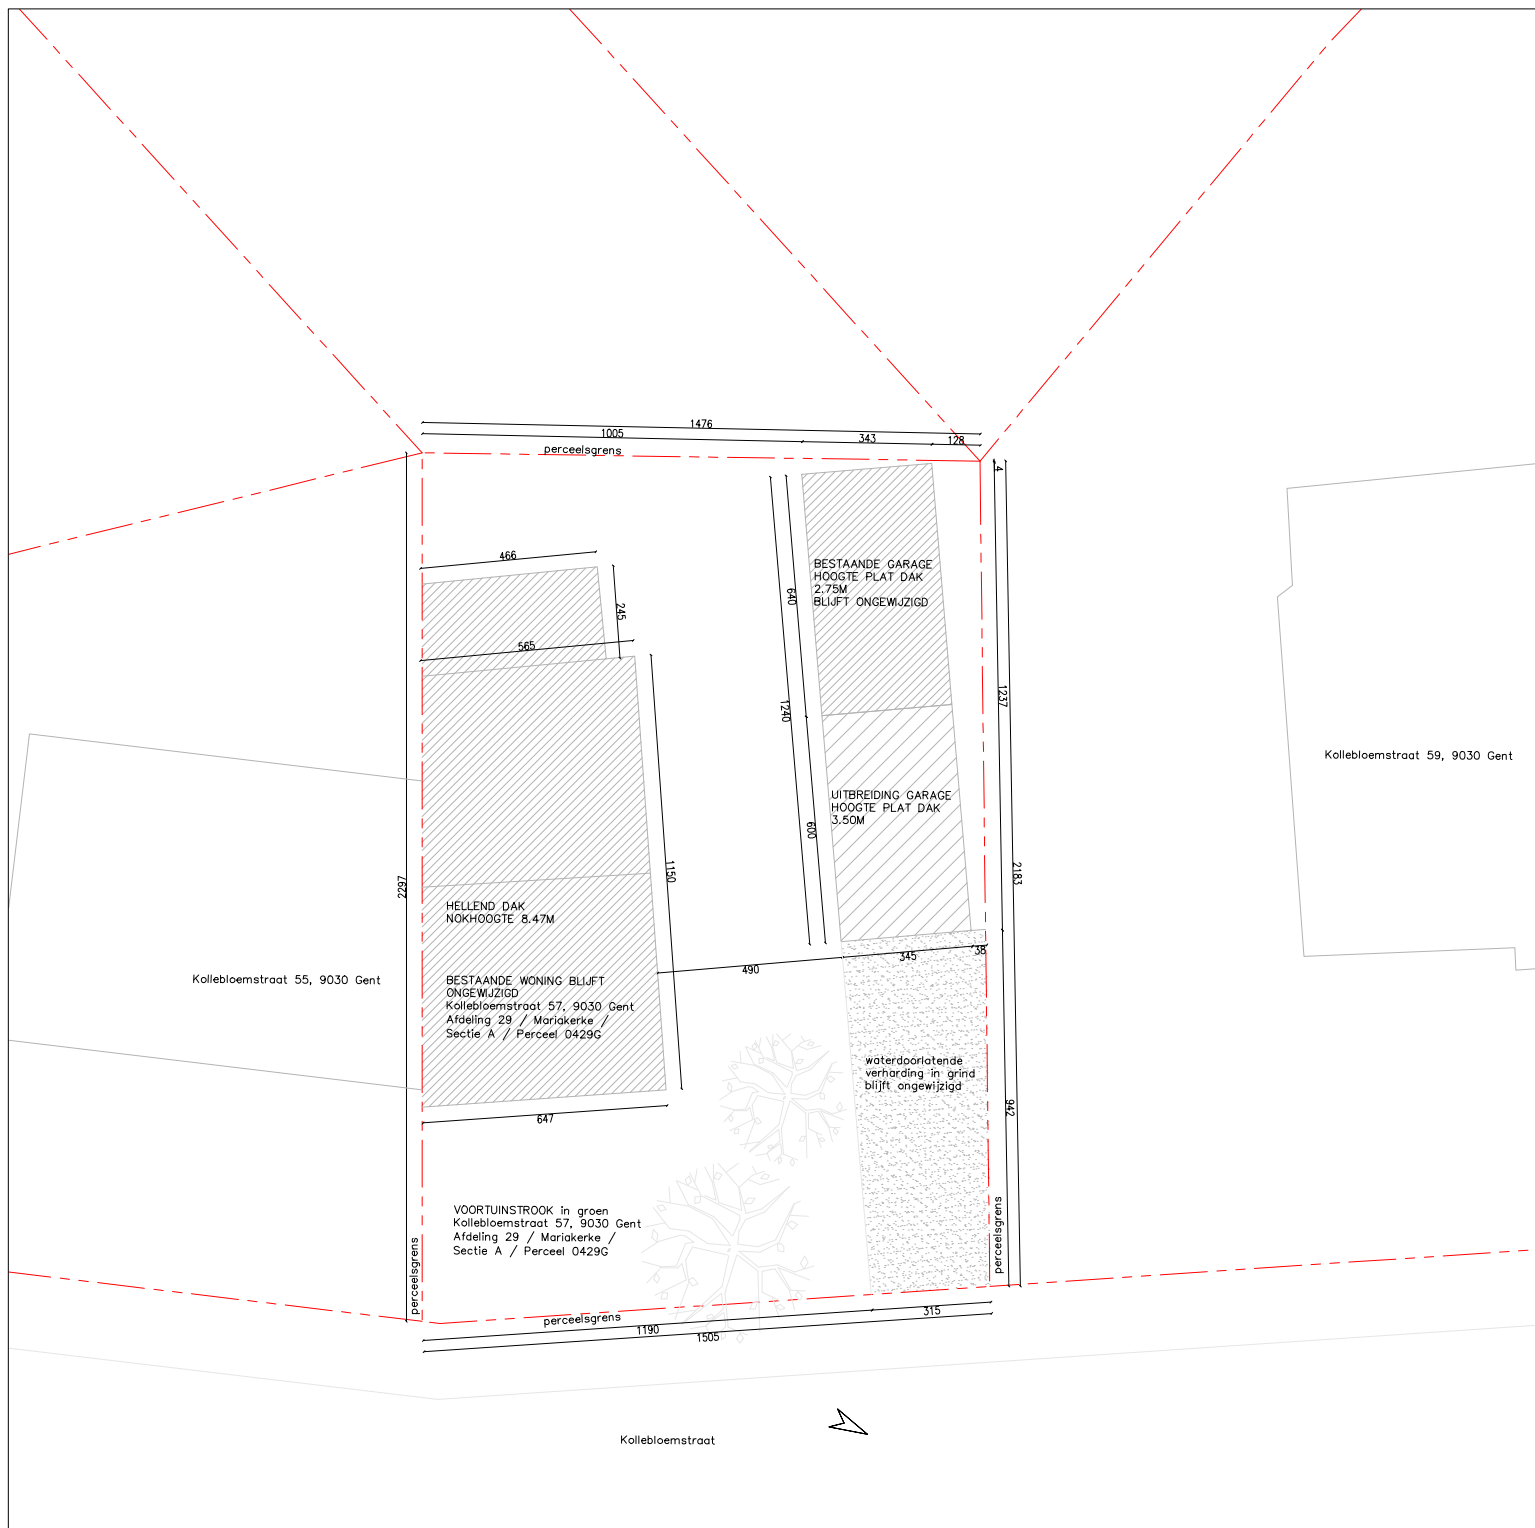 1476
1005
343
128
perceelsgrens
4
466
245
565
BESTAANDE GARAGE
HOOGTE PLAT DAK
2.75M
BLIJFT ONGEWIJZIGD
640
1240
600
1237
2183
UITBREIDING GARAGE
HOOGTE PLAT DAK
3.50M
Kollebloemstraat 59, 9030 Gent
2297
1150
HELLEND DAK
NOKHOOGTE 8.47M
Kollebloemstraat 55, 9030 Gent
BESTAANDE WONING BLIJFT
ONGEWIJZIGD
Kollebloemstraat 57, 9030 Gent
Afdeling 29 / Mariakerke /
Sectie A / Perceel 0429G
490
345
38
waterdoorlatende
verharding in grind
blijft ongewijzigd
942
647
VOORTUINSTROOK in groen
Kollebloemstraat 57, 9030 Gent
Afdeling 29 / Mariakerke /
Sectie A / Perceel 0429G
perceelsgrens
perceelsgrens
perceelsgrens
315
1190
1505
Kollebloemstraat